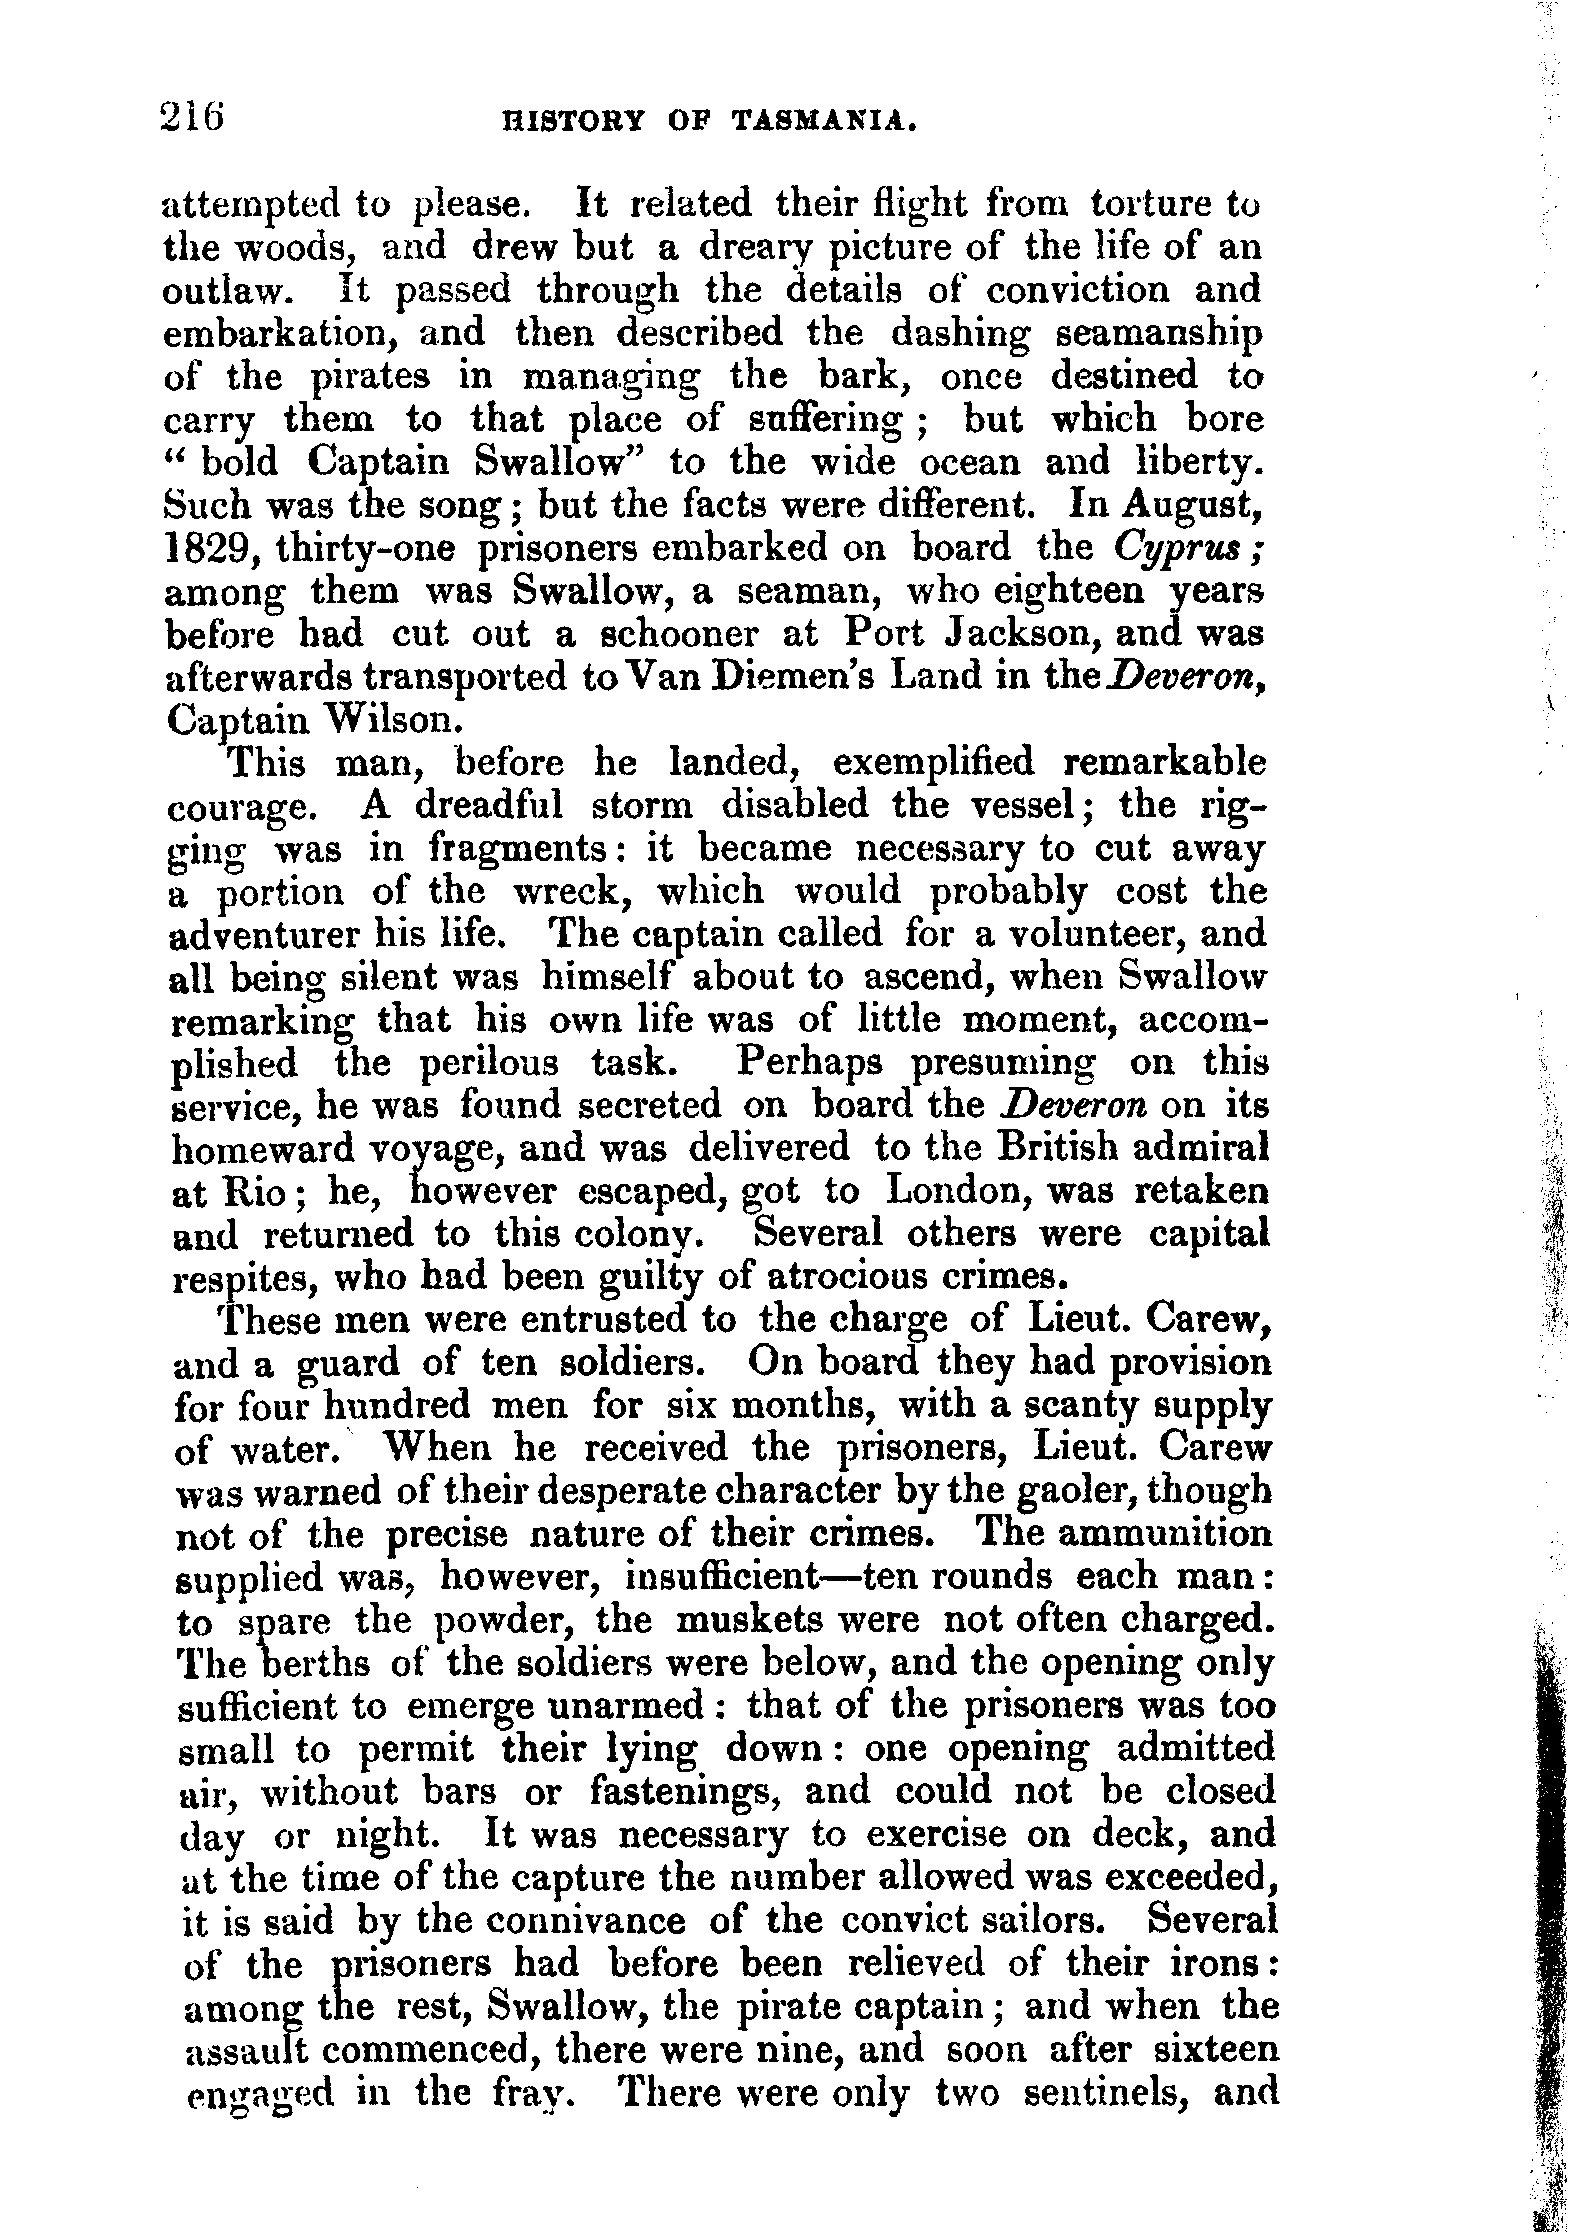 216 HISTORY OF TASMANIA.
attempted to please. It related their flight from torture to
the woods, and drew but a dreary picture of the life of an
outlaw. It passed through the details of conviction and
embarkation, and then described the dashing seamanship
of the pirates in managing the bark, once destined to
carry them to that place of suffering ; but which bore
“ bold Captain Swallow” to the wide ocean and liberty.
Such was the song ; but the facts were different. In August,
1829, thirty-one prisoners embarked on board the Cyprus ;
among them was Swallow, a seaman, who eighteen years
before had cut out a schooner at Port Jackson, and was
afterwards transported to Van Diemen's Land in the Deveron,
Captain Wilson.
This man, before he landed, exemplified remarkable
courage. A dreadful storm disabled the vessel ; the rig-
ging was in fragments : it became necessary to cut away
a portion of the wreck, which would probably cost the
adventurer his life. The captain called for a volunteer, and
all being silent was himself about to ascend, when Swallow
remarking that his own life was of little moment, accom-
plished the perilous task. Perhaps presuming on this
service, he was found secreted on board the Deveron on its
homeward voyage, and was delivered to the British admiral
at Rio ; he, however escaped, got to London, was retaken
and returned to this colony. Several others were capital
respites, who had been guilty of atrocious crimes.
These men were entrusted to the charge of Lieut. Carew,
and a guard of ten soldiers. On board they had provision
for four hundred men for six months, with a scanty supply
of water. When he received the prisoners, Lieut. Carew
was warned of their desperate character by the gaoler, though
not of the precise nature of their crimes. The ammunition
supplied was, however, insufficient—ten rounds each man :
to spare the powder, the muskets were not often charged.
The berths of the soldiers were below, and the opening only
sufficient to emerge unarmed : that of the prisoners was too
small to permit their lying down : one opening admitted
air, without bars or fastenings, and could not be closed
day or night. It was necessary to exercise on deck, and
at the time of the capture the number allowed was exceeded,
it is said by the connivance of the convict sailors. Several
of the prisoners had before been relieved of their irons :
among the rest, Swallow, the pirate captain ; and when the
assault commenced, there were nine, and soon after sixteen
engaged in the fray. There were only two sentinels, and